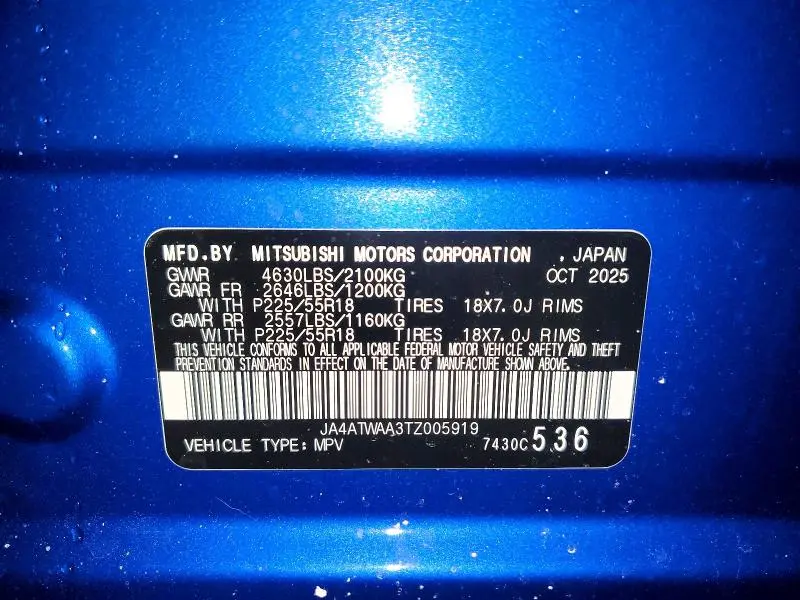 MFD.BY MITSUBISHI MOTORS CORPORATION , JAPAN
GVWR 4630LBS/2100KG OCT 2025
GAWR FR 2646LBS/1200KG
WITH P225/55R18 TIRES 18X7.0J RIMS
GAWR RR 2557LBS/1160KG
WITH P225/55R18 TIRES 18X7.0J RIMS
THIS VEHICLE CONFORMS TO ALL APPLICABLE FEDERAL MOTOR VEHICLE SAFETY AND THEFT
PREVENTION STANDARDS IN EFFECT ON THE DATE OF MANUFACTURE SHOWN ABOVE.
JA4ATWAA3TZ005919
VEHICLE TYPE: MPV 7430C 536